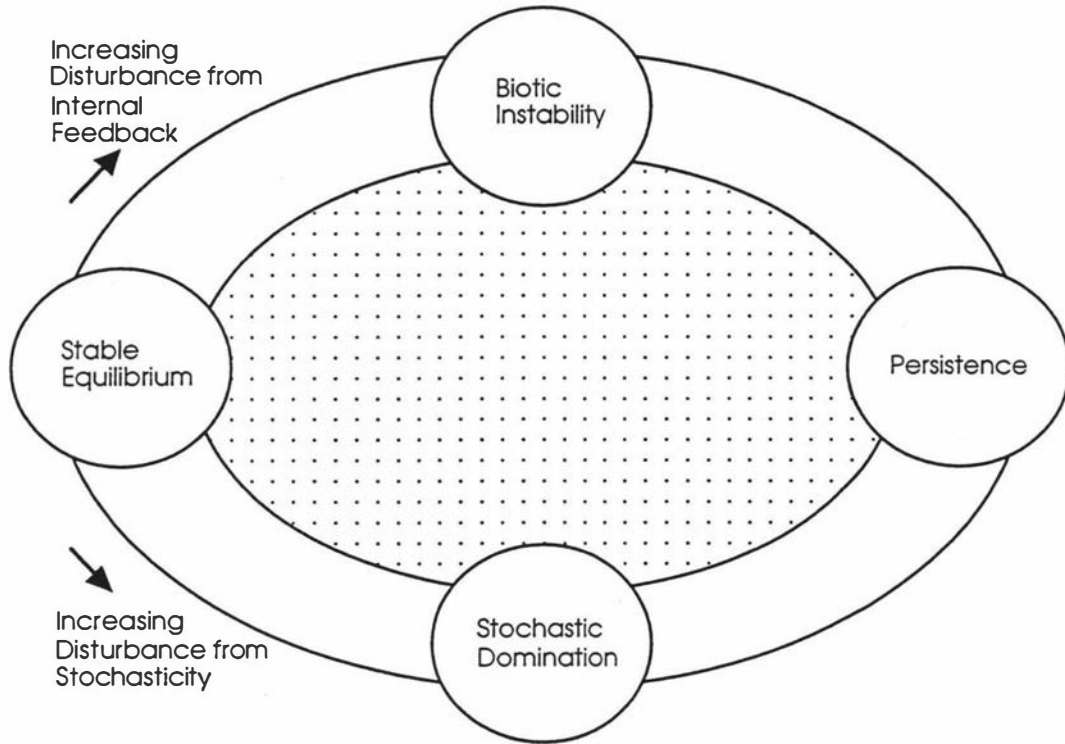 Increasing
Disturbance from
Internal
Feedback
Biotic
Instability
Stable
Equilibrium
Persistence
Increasing
Disturbance from
Stochasticity
Stochastic
Domination